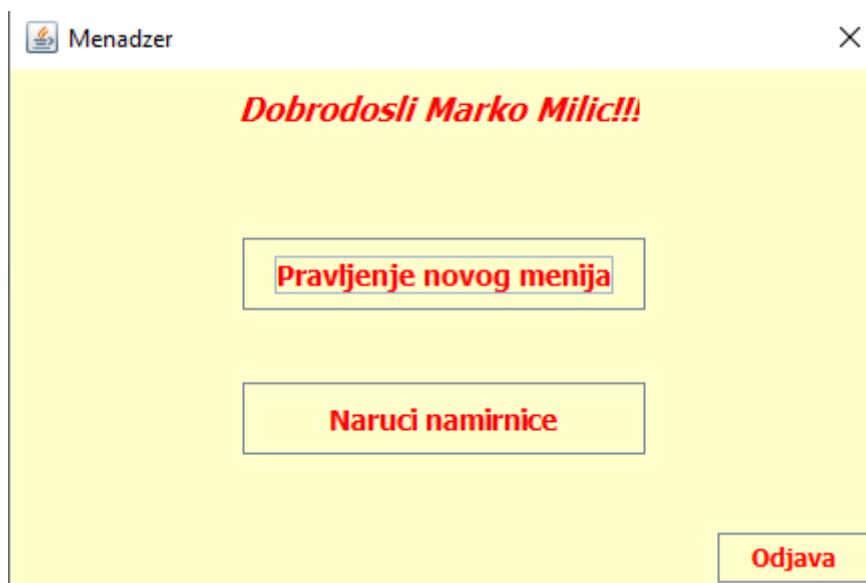 Menadzer
Dobrodosli Marko Milic!!!
Pravljenje novog menija
Naruci namirnice
Odjava